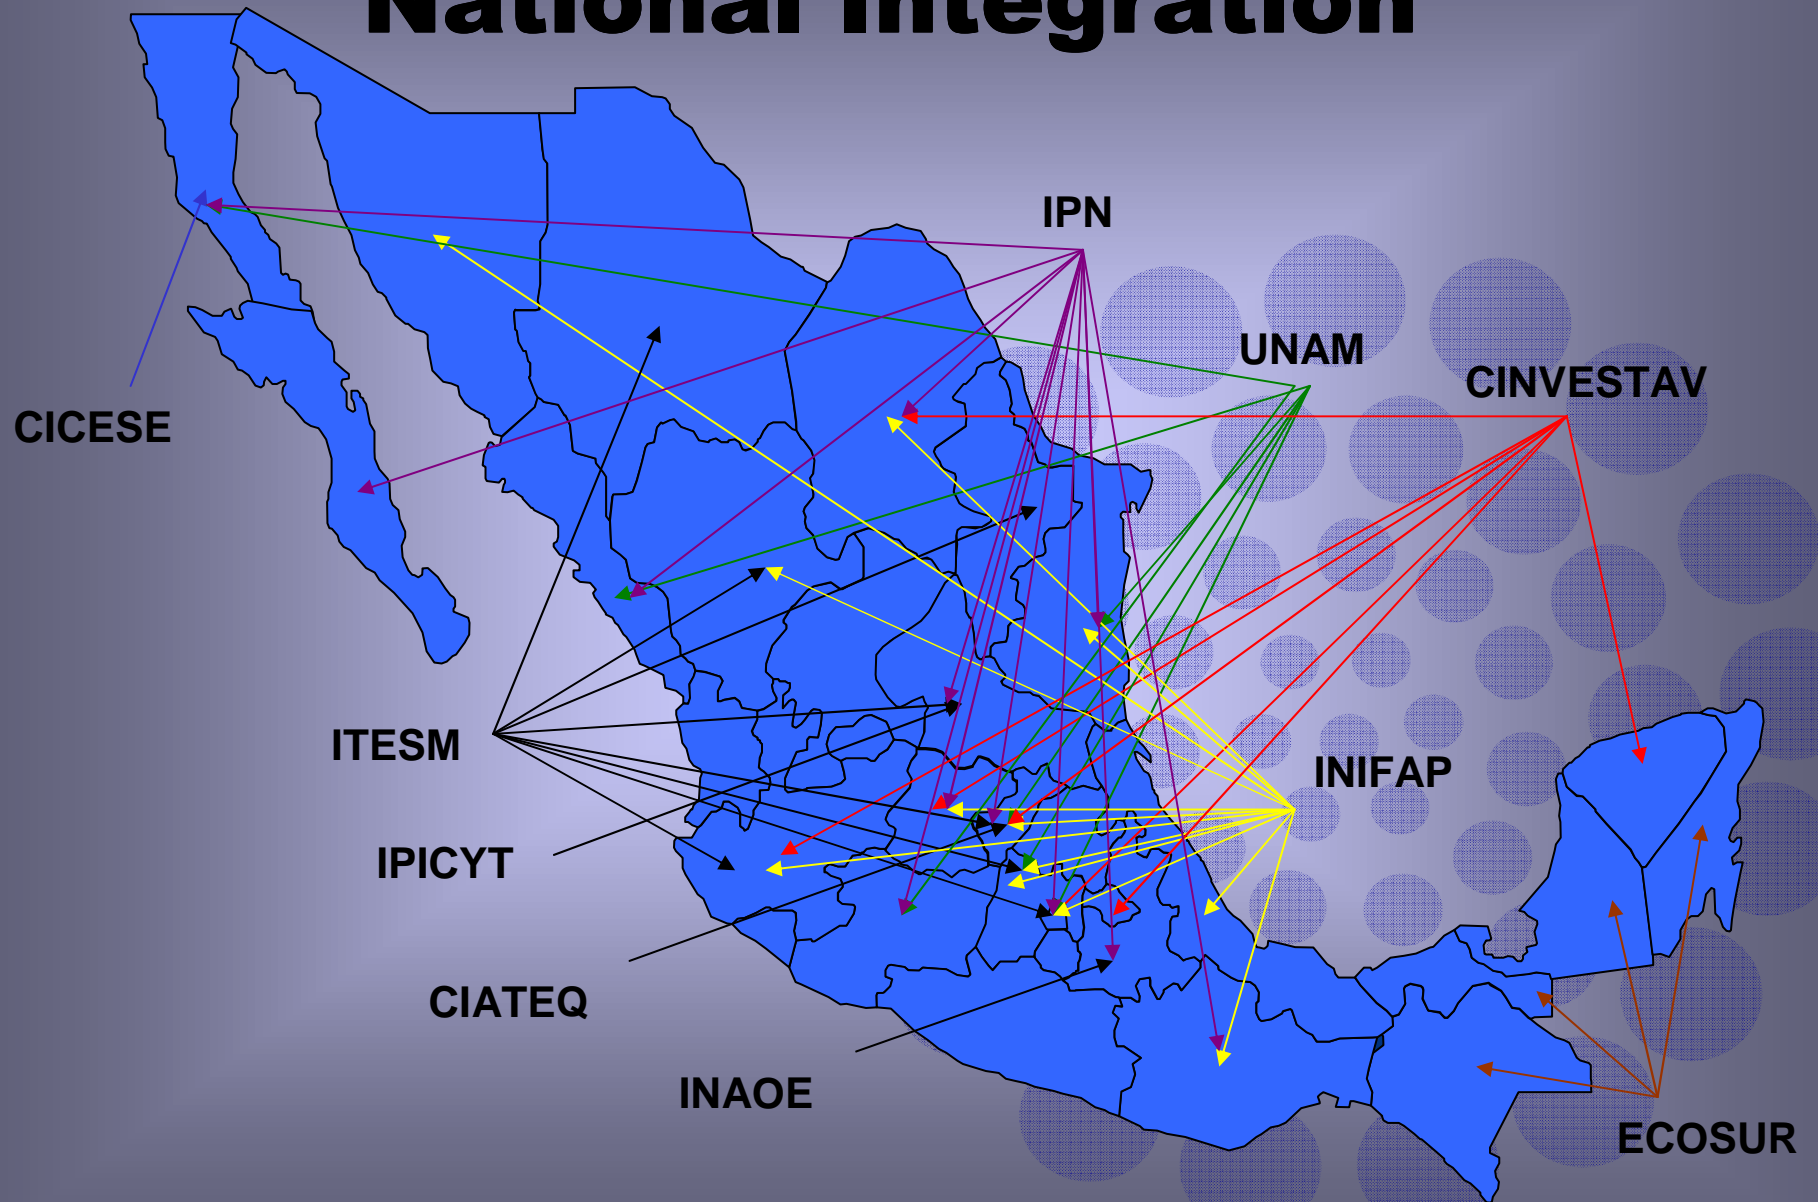 National Integration
IPN
UNAM
CINVESTAV
CICESE
ITESM
INIFAP
IPICYT
CIATEQ
INAOE
ECOSUR